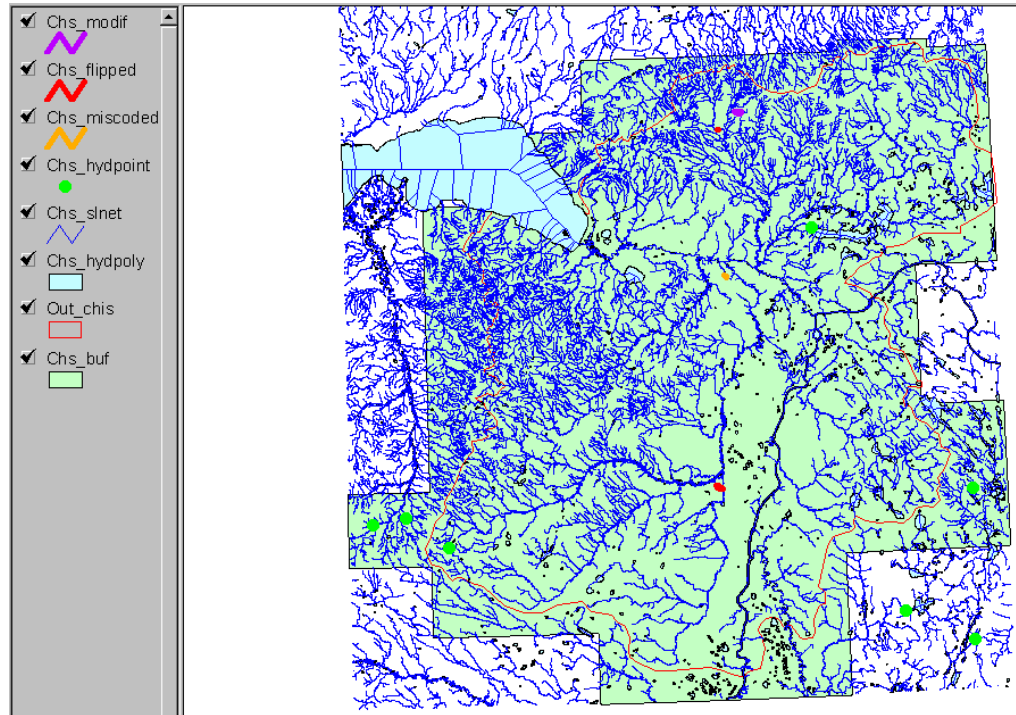 Chs_modif
Chs_flipped
Chs_miscoded
Chs_hydpoint
Chs_slnet
Chs_hydpoly
Out_chis
Chs_buf